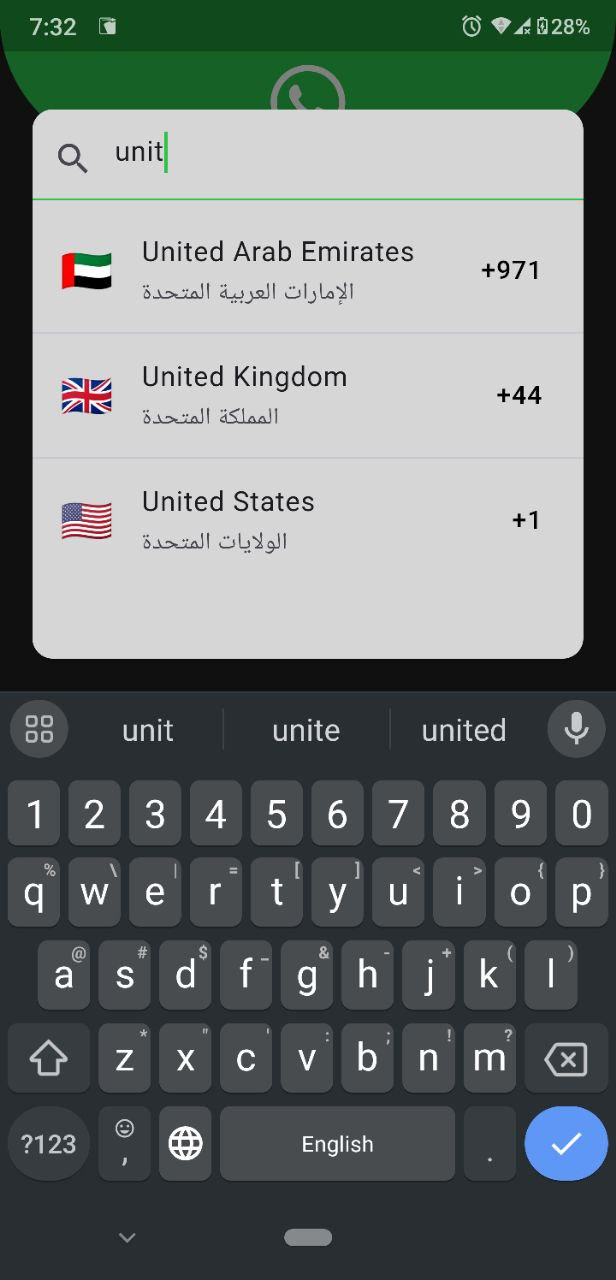 7:32
28%
unit
United Arab Emirates
+971
الإمارات العربية المتحدة
United Kingdom
+44
المملكة المتحدة
United States
+1
الولايات المتحدة
unit unite united
1 2 3 4 5 6 7 8 9 0
% \ | = [ ] < > { }
q w e r t y u i o p
@ # $ _ & - + ( )
a s d f g h j k l
* " ' : ; ! ?
z x c v b n m
?123 , English .